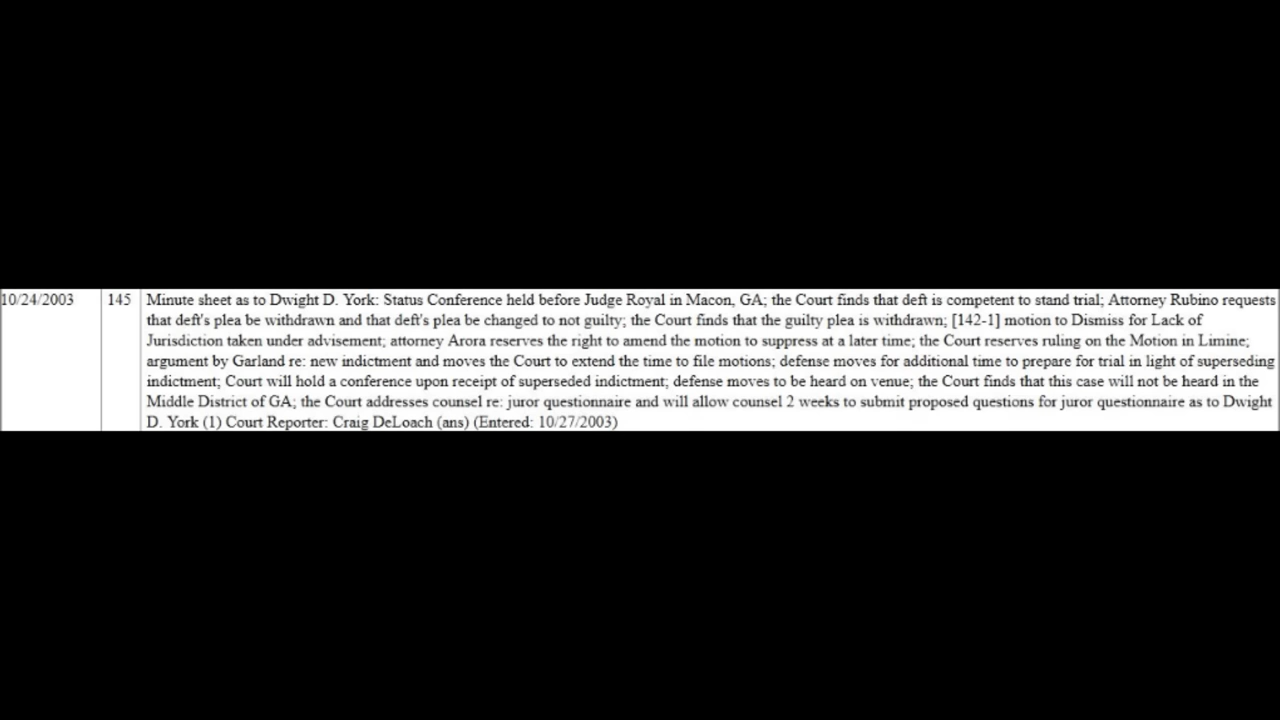 10/24/2003 145 Minute sheet as to Dwight D. York: Status Conference held before Judge Royal in Macon, GA; the Court finds that deft is competent to stand trial; Attorney Rubino requests
that deft's plea be withdrawn and that deft's plea be changed to not guilty; the Court finds that the guilty plea is withdrawn; [142-1] motion to Dismiss for Lack of
Jurisdiction taken under advisement; attorney Arora reserves the right to amend the motion to suppress at a later time; the Court reserves ruling on the Motion in Limine;
argument by Garland re: new indictment and moves the Court to extend the time to file motions; defense moves for additional time to prepare for trial in light of superseding
indictment; Court will hold a conference upon receipt of superseded indictment; defense moves to be heard on venue; the Court finds that this case will not be heard in the
Middle District of GA; the Court addresses counsel re: juror questionnaire and will allow counsel 2 weeks to submit proposed questions for juror questionnaire as to Dwight
D. York (1) Court Reporter: Craig DeLoach (ans) (Entered: 10/27/2003)